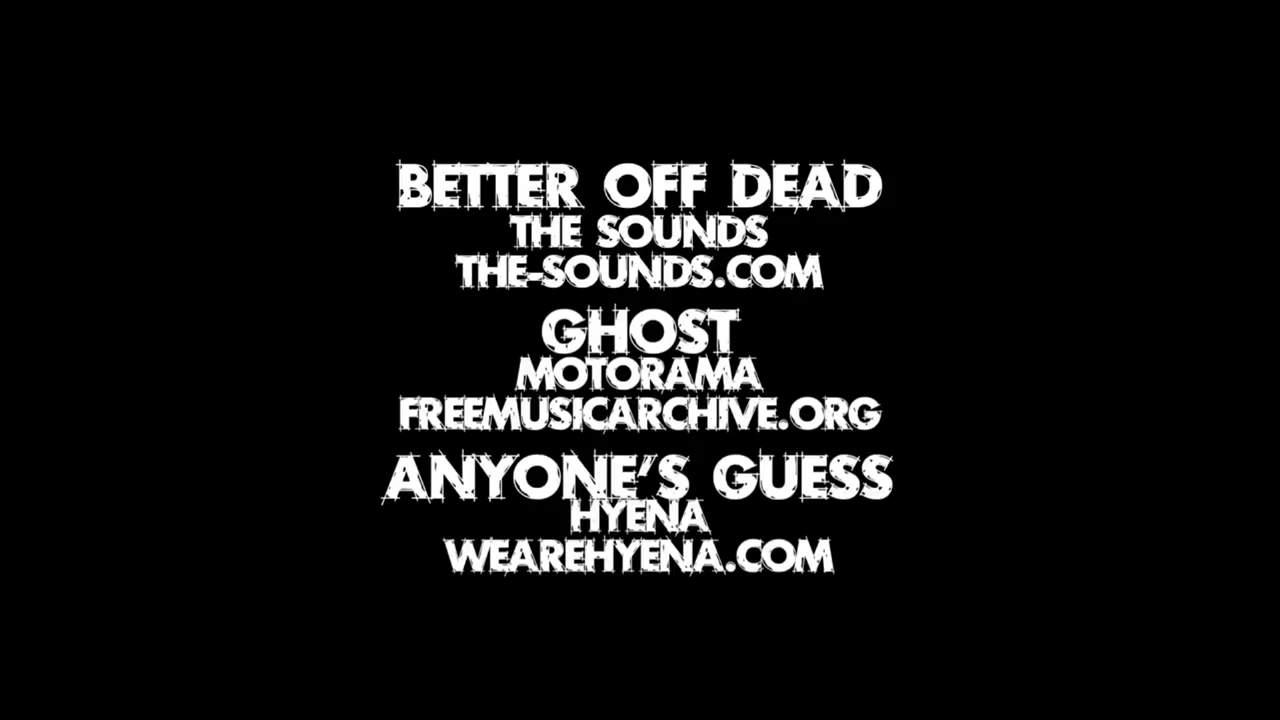 BETTER OFF DEAD
THE SOUNDS
THE-SOUNDS.COM
GHOST
MOTORAMA
FREEMUSICARCHIVE.ORG
ANYONE'S GUESS
HYENA
WEAREHYENA.COM